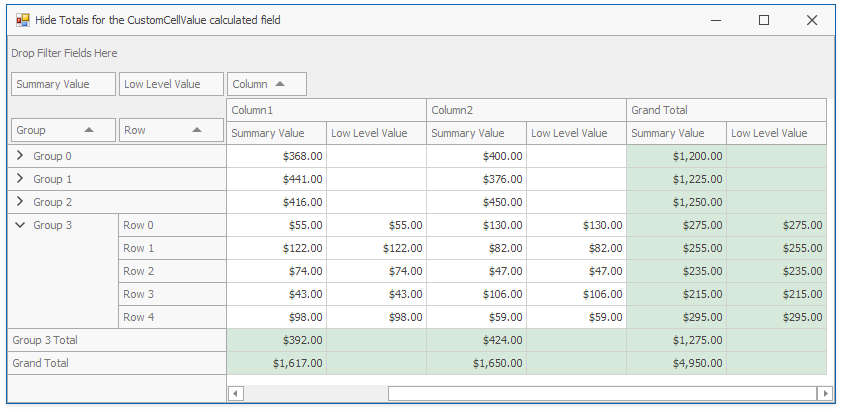 Hide Totals for the CustomCellValue calculated field
Drop Filter Fields Here
Summary Value Low Level Value Column
Column1 Column2 Grand Total
Group Row Summary Value Low Level Value Summary Value Low Level Value Summary Value Low Level Value
Group 0 $368.00 $400.00 $1,200.00
Group 1 $441.00 $376.00 $1,225.00
Group 2 $416.00 $450.00 $1,250.00
Group 3 Row 0 $55.00 $55.00 $130.00 $130.00 $275.00 $275.00
Row 1 $122.00 $122.00 $82.00 $82.00 $255.00 $255.00
Row 2 $74.00 $74.00 $47.00 $47.00 $235.00 $235.00
Row 3 $43.00 $43.00 $106.00 $106.00 $215.00 $215.00
Row 4 $98.00 $98.00 $59.00 $59.00 $295.00 $295.00
Group 3 Total $392.00 $424.00 $1,275.00
Grand Total $1,617.00 $1,650.00 $4,950.00